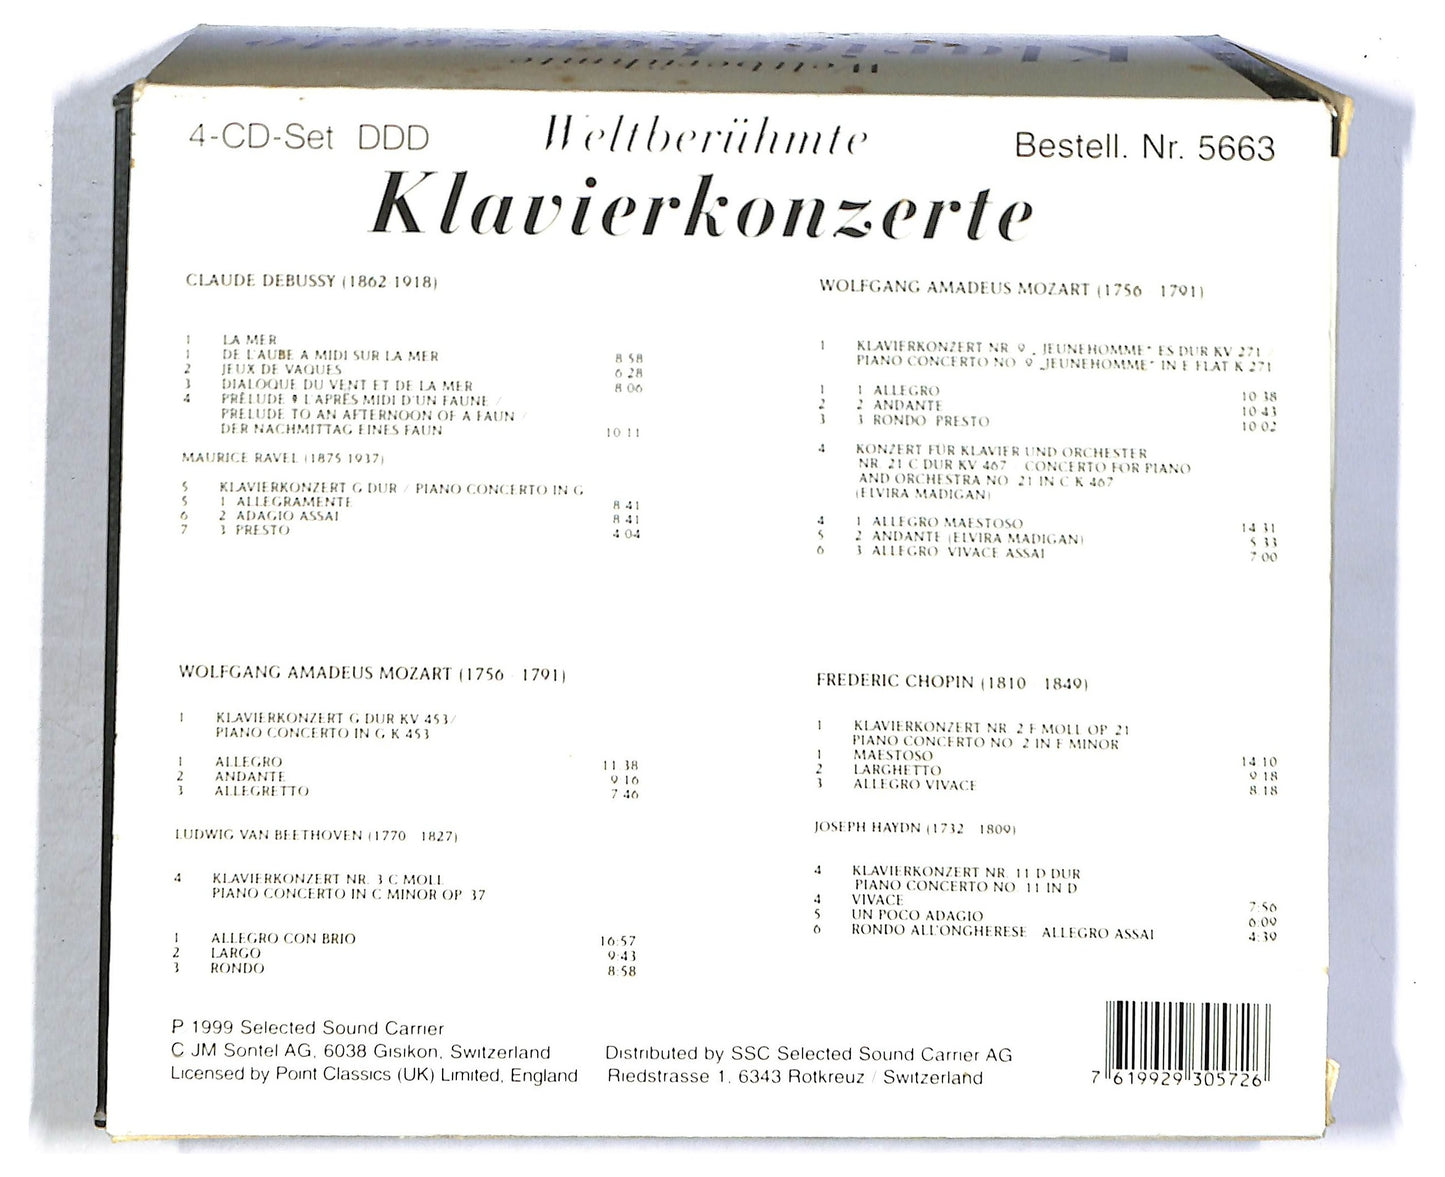 Weltberühmte
Klavierkonzerte
4-CD-Set DDD
Weltberühmte
Bestell. Nr. 5663
Klavierkonzerte
CLAUDE DEBUSSY (1862 1918)
1 LA MER
1 DE L'AUBE A MIDI SUR LA MER 8 58
2 JEUX DE VAQUES 6 28
3 DIALOQUE DU VENT ET DE LA MER 8 06
4 PRÉLUDE L'APRÉS MIDI D'UN FAUNE /
PRELUDE TO AN AFTERNOON OF A FAUN /
DER NACHMITTAG EINES FAUN 10 11
MAURICE RAVEL (1875 1937)
5 KLAVIERKONZERT G DUR / PIANO CONCERTO IN G
5 1 ALLEGRAMENTE 8 41
6 2 ADAGIO ASSAI 8 41
7 3 PRESTO 4 04
WOLFGANG AMADEUS MOZART (1756 1791)
1 KLAVIERKONZERT NR 9 „JEUNEHOMME" ES DUR KV 271 /
PIANO CONCERTO NO 9 „JEUNEHOMME" IN E FLAT K 271
1 1 ALLEGRO 10 38
2 2 ANDANTE 10 43
3 3 RONDO PRESTO 10 02
4 KONZERT FÜR KLAVIER UND ORCHESTER
NR. 21 C DUR KV 467 / CONCERTO FOR PIANO
AND ORCHESTRA NO. 21 IN C K 467
(ELVIRA MADIGAN)
4 1 ALLEGRO MAESTOSO 14 31
5 2 ANDANTE (ELVIRA MADIGAN) 5 33
6 3 ALLEGRO VIVACE ASSAI 7 00
WOLFGANG AMADEUS MOZART (1756 - 1791)
1 KLAVIERKONZERT G DUR KV 453/
PIANO CONCERTO IN G K 453
1 ALLEGRO 11 38
2 ANDANTE 9 16
3 ALLEGRETTO 7 46
LUDWIG VAN BEETHOVEN (1770 1827)
4 KLAVIERKONZERT NR. 3 C MOLL
PIANO CONCERTO IN C MINOR OP 37
1 ALLEGRO CON BRIO 16:57
2 LARGO 9:43
3 RONDO 8:58
FREDERIC CHOPIN (1810 1849)
1 KLAVIERKONZERT NR. 2 F MOLL OP 21
PIANO CONCERTO NO. 2 IN F MINOR
1 MAESTOSO 14 10
2 LARGHETTO 9 18
3 ALLEGRO VIVACE 8 18
JOSEPH HAYDN (1732 1809)
4 KLAVIERKONZERT NR. 11 D DUR
PIANO CONCERTO NO. 11 IN D
4 VIVACE 7:56
5 UN POCO ADAGIO 6:09
6 RONDO ALL'ONGHERESE ALLEGRO ASSAI 4:39
P 1999 Selected Sound Carrier
C JM Sontel AG, 6038 Gisikon, Switzerland
Licensed by Point Classics (UK) Limited, England
Distributed by SSC Selected Sound Carrier AG
Riedstrasse 1, 6343 Rotkreuz / Switzerland
7 619929 305726